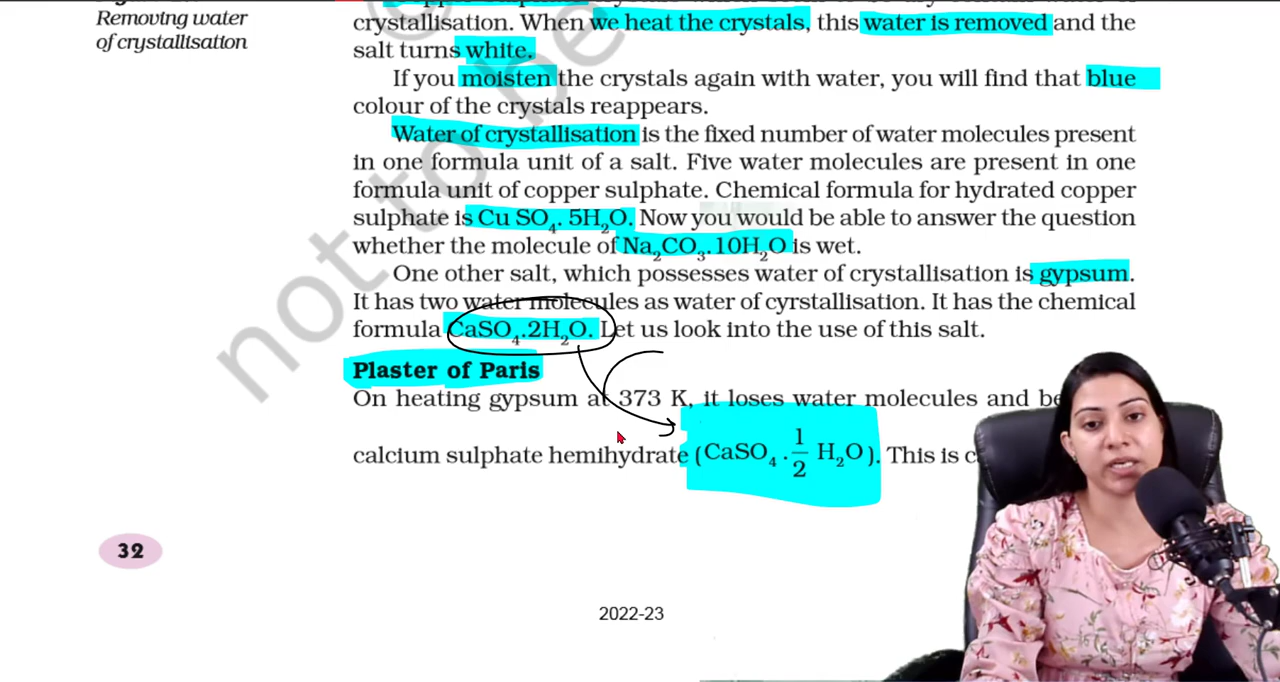 Removing water
of crystallisation
crystallisation. When we heat the crystals, this water is removed and the
salt turns white.
If you moisten the crystals again with water, you will find that blue
colour of the crystals reappears.
Water of crystallisation is the fixed number of water molecules present
in one formula unit of a salt. Five water molecules are present in one
formula unit of copper sulphate. Chemical formula for hydrated copper
sulphate is Cu SO₄. 5H₂O. Now you would be able to answer the question
whether the molecule of Na₂CO₃.10H₂O is wet.
One other salt, which possesses water of crystallisation is gypsum.
It has two water molecules as water of cyrstallisation. It has the chemical
formula CaSO₄.2H₂O. Let us look into the use of this salt.
Plaster of Paris
On heating gypsum at 373 K, it loses water molecules and
calcium sulphate hemihydrate (CaSO₄ . 1/2 H₂O). This is
32
2022-23
not to be